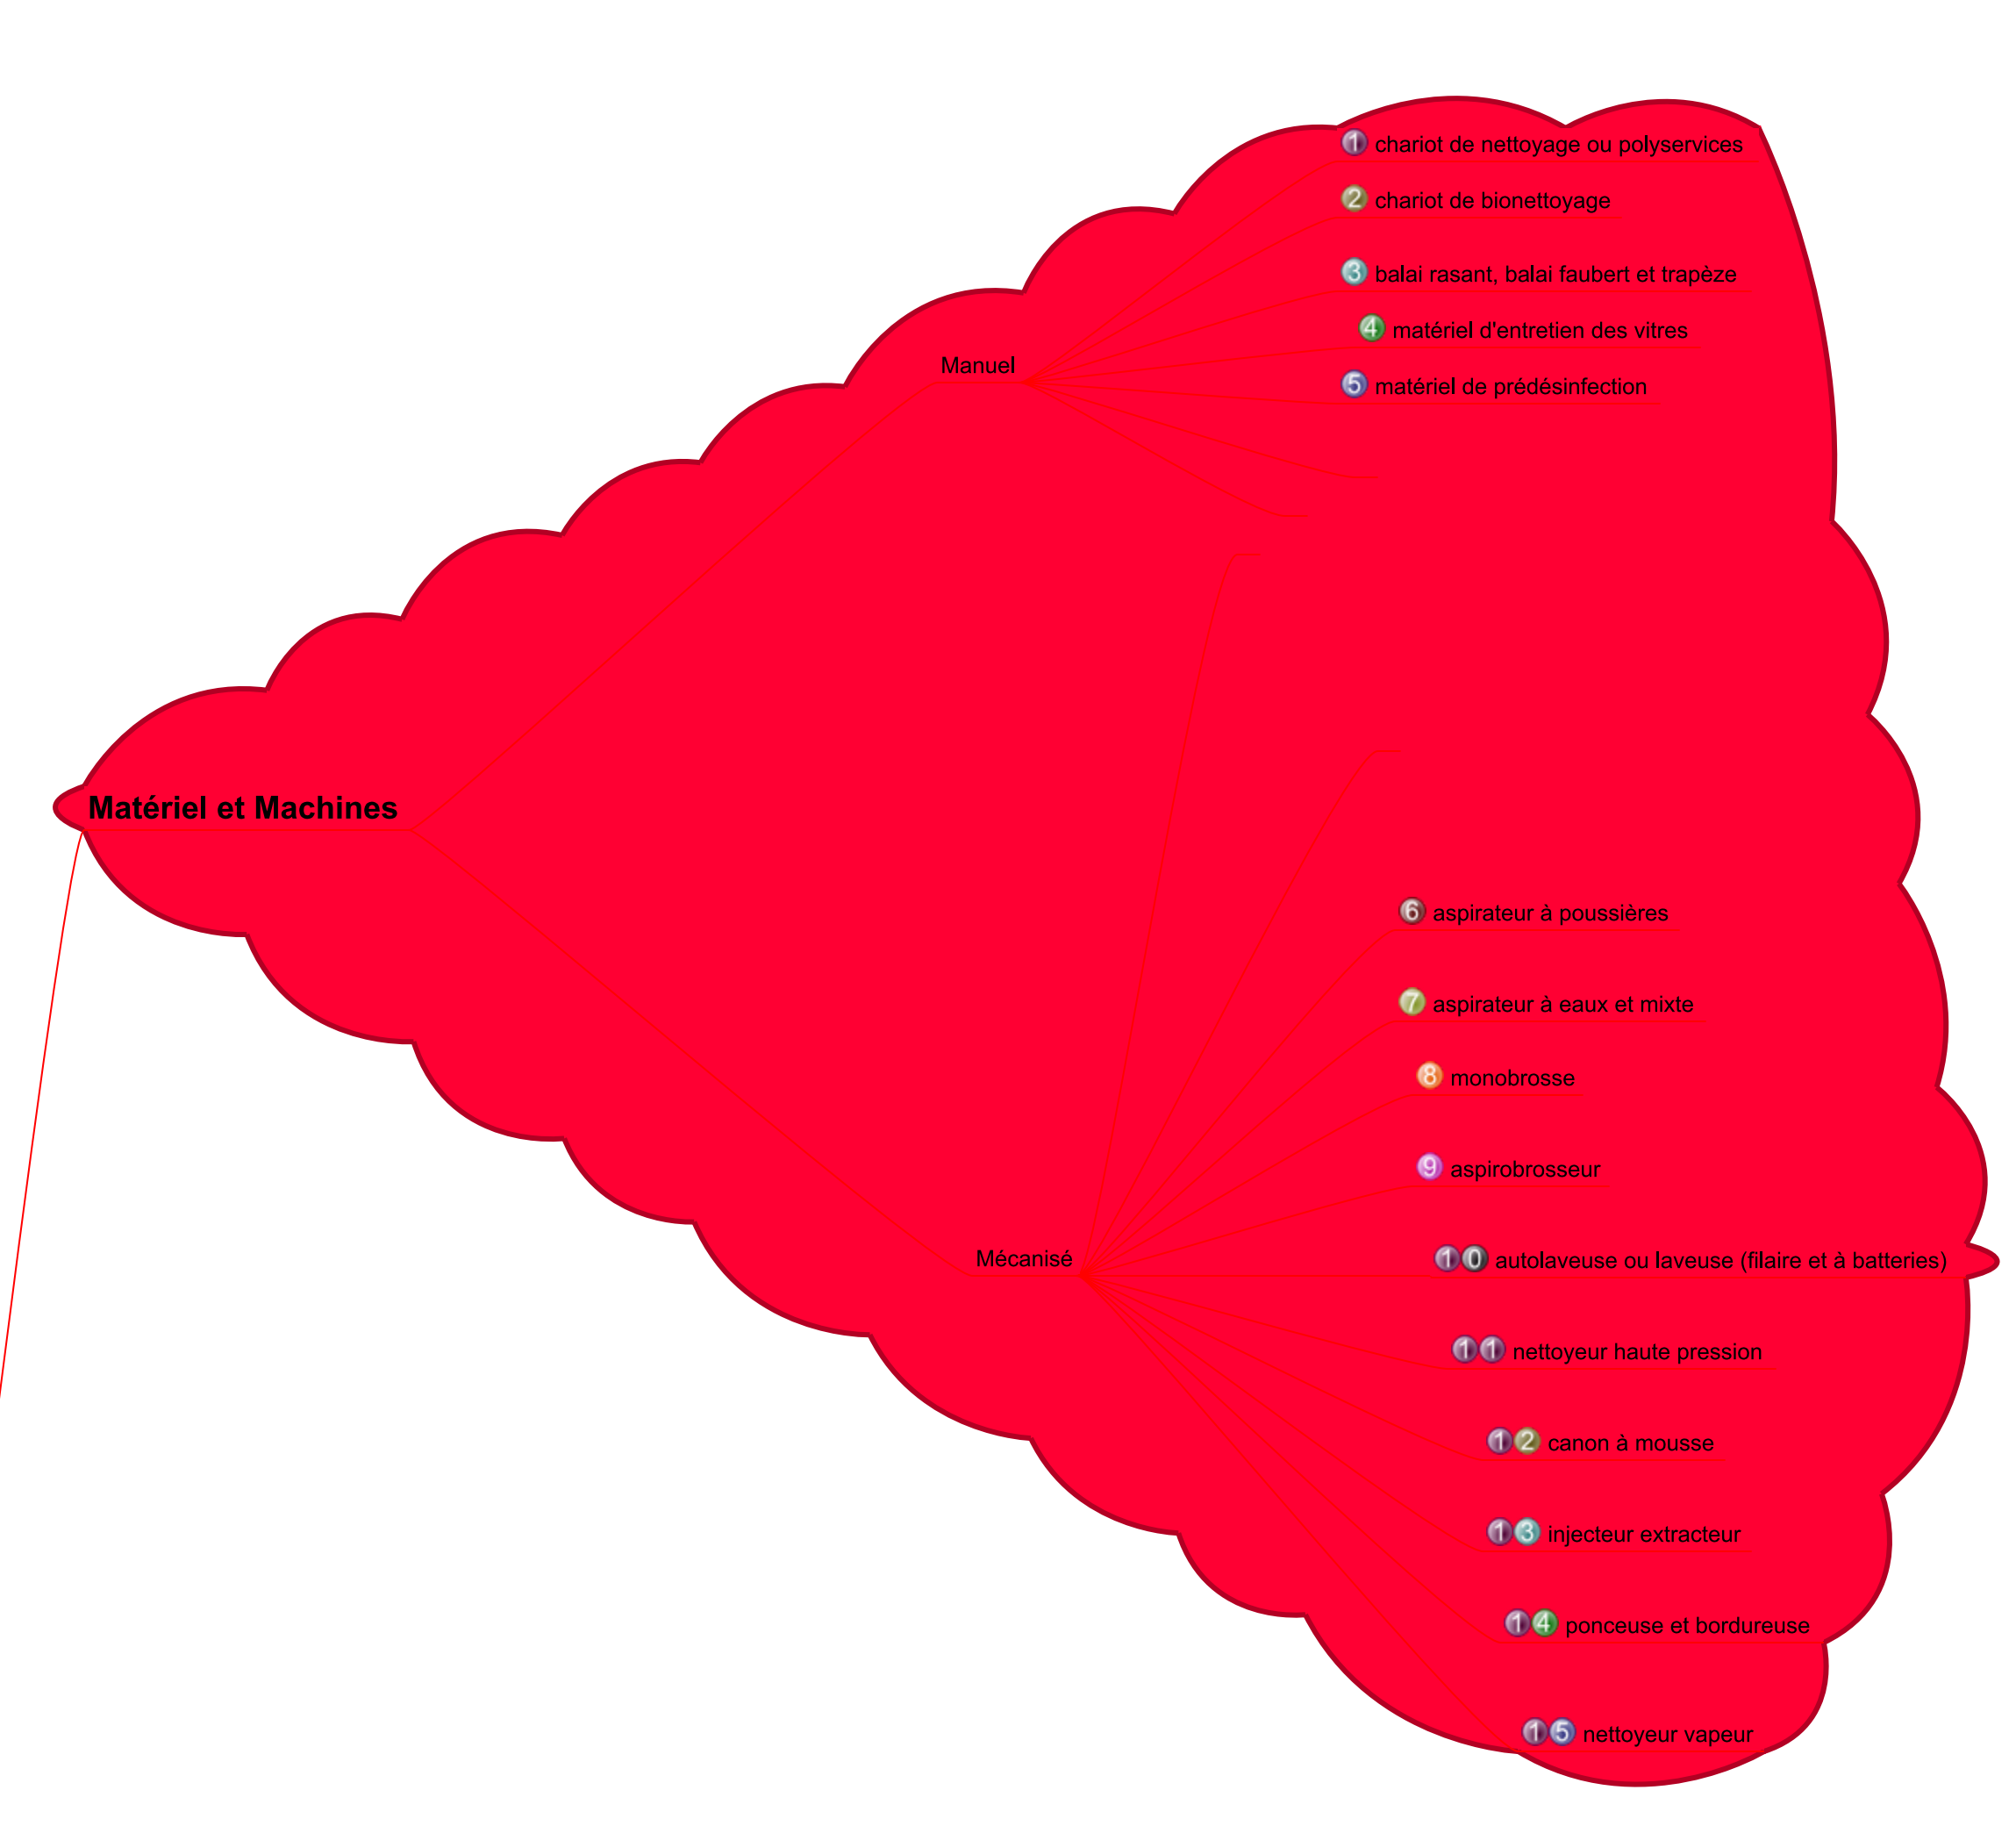 1 chariot de nettoyage ou polyservices
2 chariot de bionettoyage
3 balai rasant, balai faubert et trapèze
4 matériel d'entretien des vitres
Manuel
5 matériel de prédésinfection
Matériel et Machines
6 aspirateur à poussières
7 aspirateur à eaux et mixte
8 monobrosse
9 aspirobrosseur
Mécanisé
10 autolaveuse ou laveuse (filaire et à batteries)
11 nettoyeur haute pression
12 canon à mousse
13 injecteur extracteur
14 ponceuse et bordureuse
15 nettoyeur vapeur